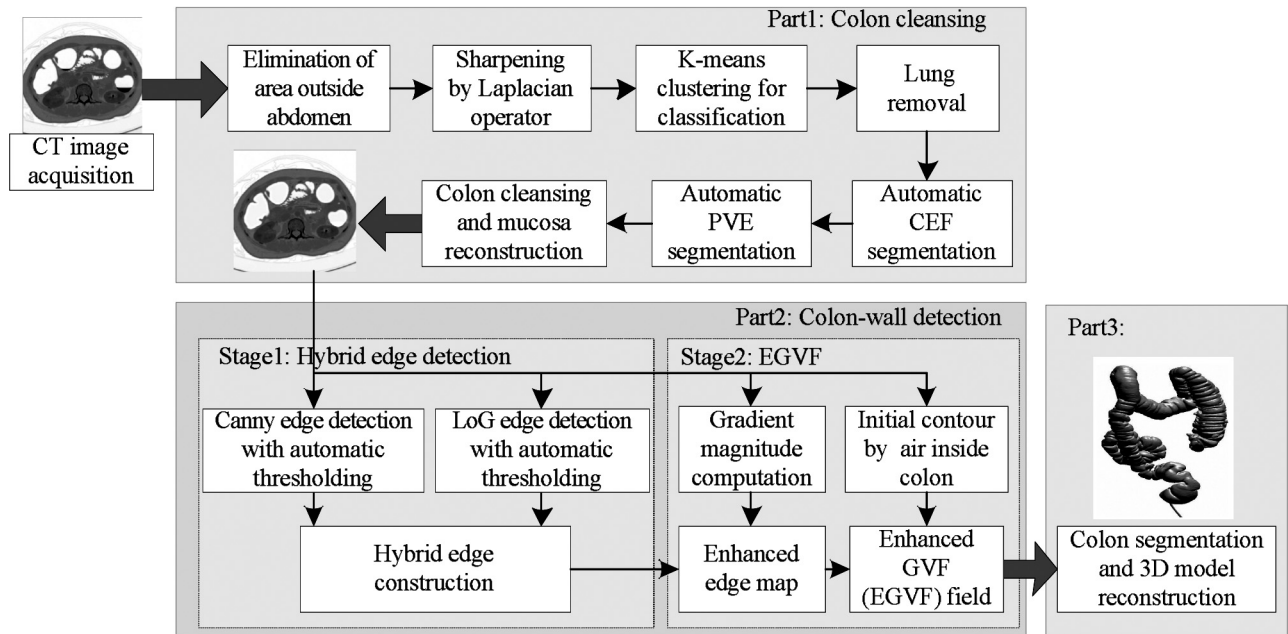 Part1: Colon cleansing
CT image
acquisition
Elimination of
area outside
abdomen
Sharpening
by Laplacian
operator
K-means
clustering for
classification
Lung
removal
Automatic
CEF
segmentation
Automatic
PVE
segmentation
Colon cleansing
and mucosa
reconstruction
Part2: Colon-wall detection
Stage1: Hybrid edge detection
Canny edge detection
with automatic
thresholding
LoG edge detection
with automatic
thresholding
Hybrid edge
construction
Stage2: EGVF
Gradient
magnitude
computation
Initial contour
by air inside
colon
Enhanced
edge map
Enhanced
GVF
(EGVF) field
Part3:
Colon segmentation
and 3D model
reconstruction